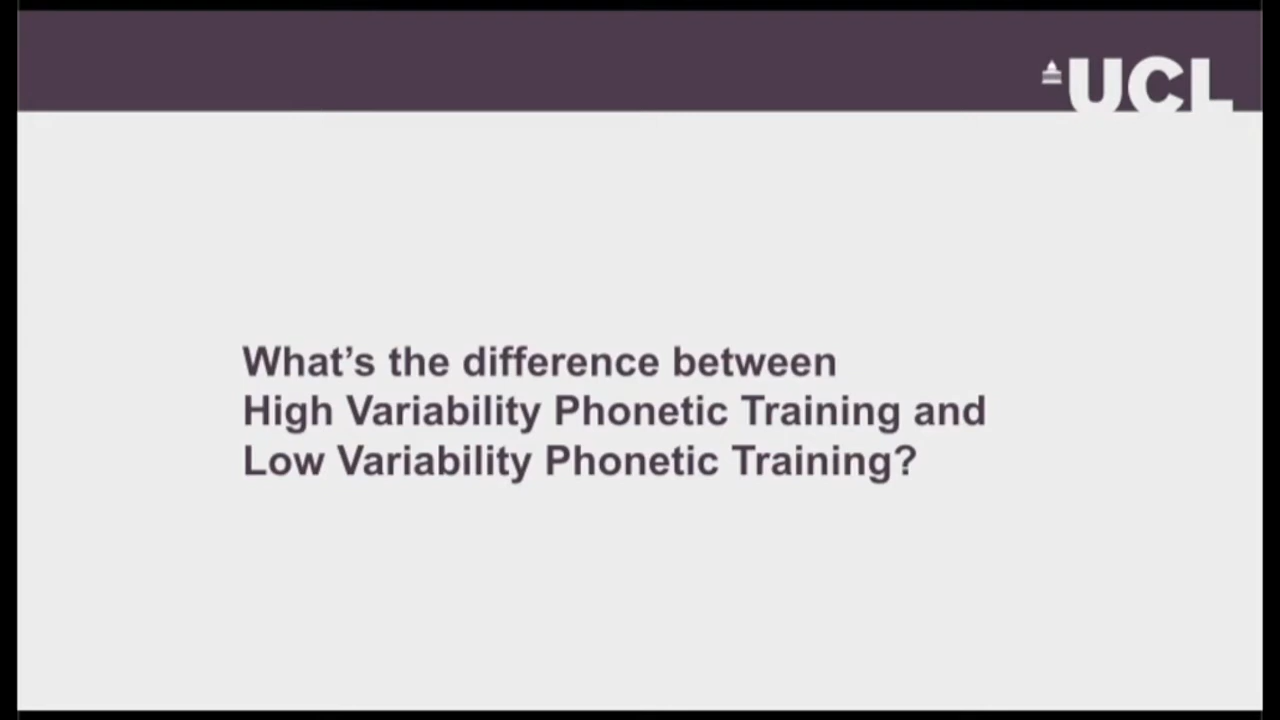 UCL
What’s the difference between
High Variability Phonetic Training and
Low Variability Phonetic Training?